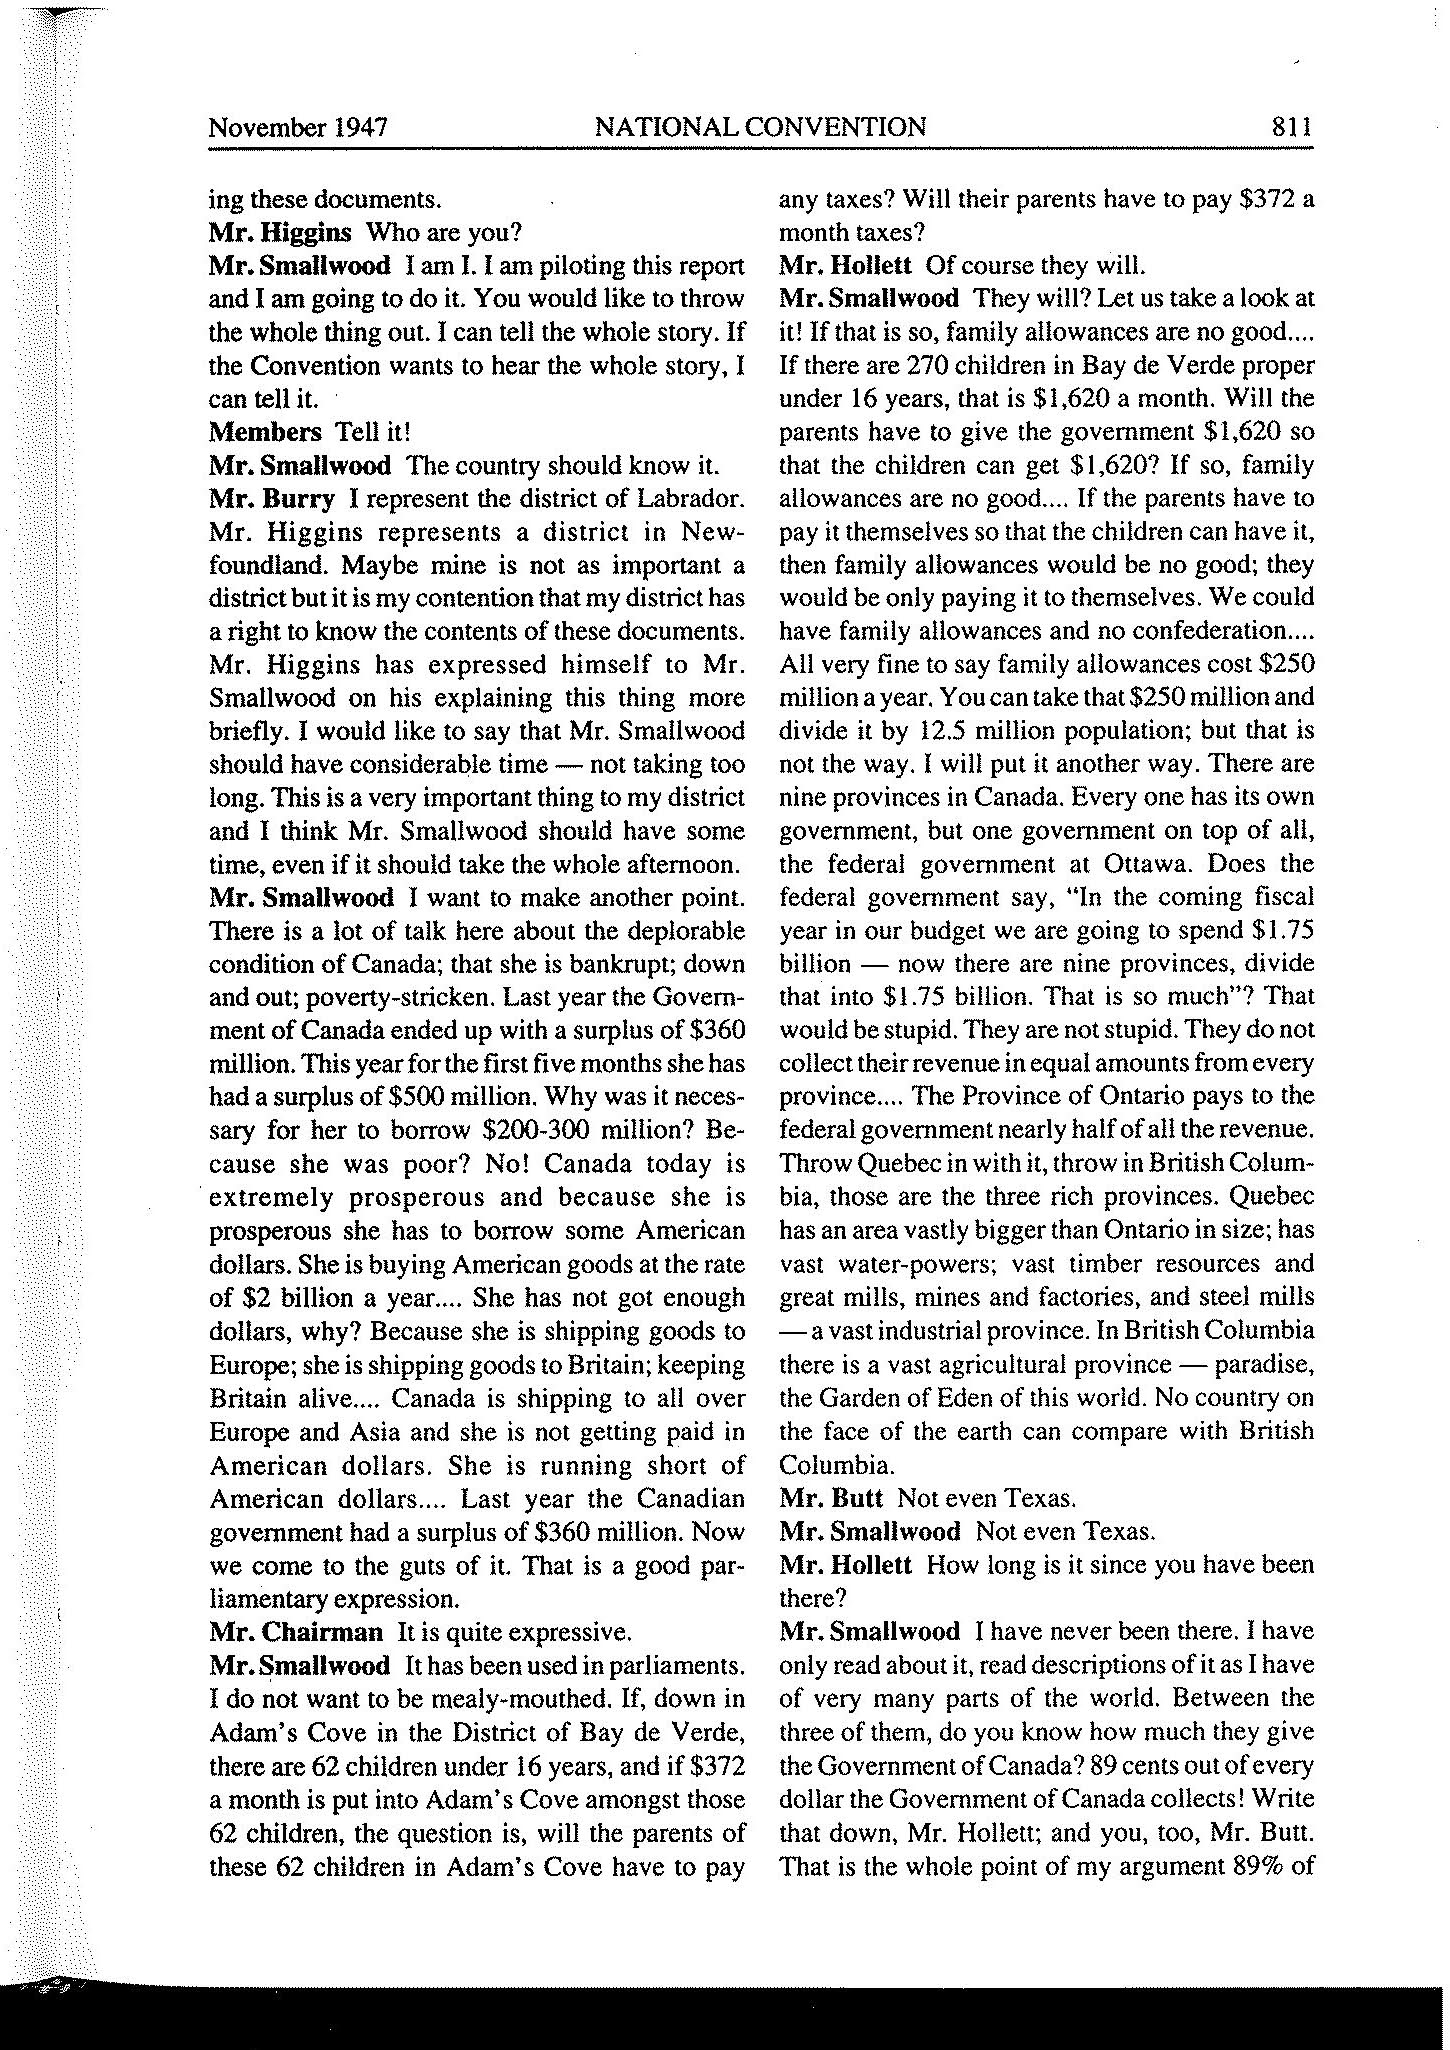 November 1947 NATIONAL CONVENTION 811
ing these documents.
Mr. Higgins Who are you?
Mr. Smallwood I am I. I am piloting this report
and I am going to do it. You would like to throw
the whole thing out. I can tell the whole story. If
the Convention wants to hear the whole story, I
can tell it.
Members Tell it!
Mr. Smallwood The country should know it.
Mr. Burry I represent the district of Labrador.
Mr. Higgins represents a district in New-
foundland. Maybe mine is not as important a
district but it is my contention that my district has
a right to know the contents of these documents.
Mr. Higgins has expressed himself to Mr.
Smallwood on his explaining this thing more
briefly. I would like to say that Mr. Smallwood
should have considerable time — not taking too
long. This is a very important thing to my district
and I think Mr. Smallwood should have some
time, even if it should take the whole afternoon.
Mr. Smallwood I want to make another point.
There is a lot of talk here about the deplorable
condition of Canada; that she is bankrupt; down
and out; poverty-stricken. Last year the Govern-
ment of Canada ended up with a surplus of $360
million. This year for the first five months she has
had a surplus of $500 million. Why was it neces-
sary for her to borrow $200-300 million? Be-
cause she was poor? No! Canada today is
extremely prosperous and because she is
prosperous she has to borrow some American
dollars. She is buying American goods at the rate
of $2 billion a year.... She has not got enough
dollars, why? Because she is shipping goods to
Europe; she is shipping goods to Britain; keeping
Britain alive.... Canada is shipping to all over
Europe and Asia and she is not getting paid in
American dollars. She is running short of
American dollars.... Last year the Canadian
government had a surplus of $360 million. Now
we come to the guts of it. That is a good par-
liamentary expression.
Mr. Chairman It is quite expressive.
Mr. Smallwood It has been used in parliaments.
I do not want to be mealy-mouthed. If, down in
Adam's Cove in the District of Bay de Verde,
there are 62 children under 16 years, and if $372
a month is put into Adam's Cove amongst those
62 children, the question is, will the parents of
these 62 children in Adam's Cove have to pay
any taxes? Will their parents have to pay $372 a
month taxes?
Mr. Hollett Of course they will.
Mr. Smallwood They will? Let us take a look at
it! If that is so, family allowances are no good....
If there are 270 children in Bay de Verde proper
under 16 years, that is $1,620 a month. Will the
parents have to give the government $1,620 so
that the children can get $1,620? If so, family
allowances are no good.... If the parents have to
pay it themselves so that the children can have it,
then family allowances would be no good; they
would be only paying it to themselves. We could
have family allowances and no confederation....
All very fine to say family allowances cost $250
million a year. You can take that $250 million and
divide it by 12.5 million population; but that is
not the way. I will put it another way. There are
nine provinces in Canada. Every one has its own
government, but one government on top of all,
the federal government at Ottawa. Does the
federal government say, "In the coming fiscal
year in our budget we are going to spend $1.75
billion — now there are nine provinces, divide
that into $1.75 billion. That is so much"? That
would be stupid. They are not stupid. They do not
collect their revenue in equal amounts from every
province.... The Province of Ontario pays to the
federal government nearly half of all the revenue.
Throw Quebec in with it, throw in British Colum-
bia, those are the three rich provinces. Quebec
has an area vastly bigger than Ontario in size; has
vast water-powers; vast timber resources and
great mills, mines and factories, and steel mills
— a vast industrial province. In British Columbia
there is a vast agricultural province — paradise,
the Garden of Eden of this world. No country on
the face of the earth can compare with British
Columbia.
Mr. Butt Not even Texas.
Mr. Smallwood Not even Texas.
Mr. Hollett How long is it since you have been
there?
Mr. Smallwood I have never been there. I have
only read about it, read descriptions of it as I have
of very many parts of the world. Between the
three of them, do you know how much they give
the Government of Canada? 89 cents out of every
dollar the Government of Canada collects! Write
that down, Mr. Hollett; and you, too, Mr. Butt.
That is the whole point of my argument 89% of